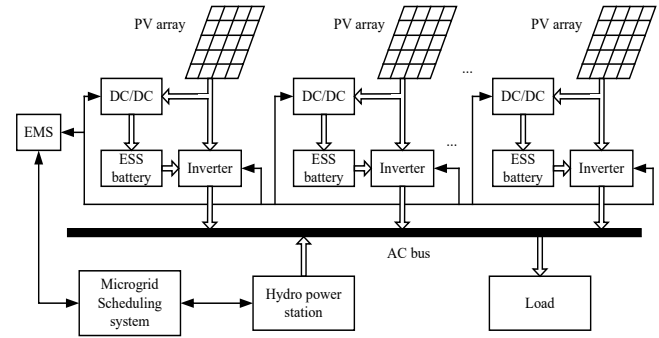 PV array
PV array
PV array
...
DC/DC
DC/DC
DC/DC
EMS
...
ESS
battery
Inverter
ESS
battery
Inverter
ESS
battery
Inverter
AC bus
Microgrid
Scheduling
system
Hydro power
station
Load